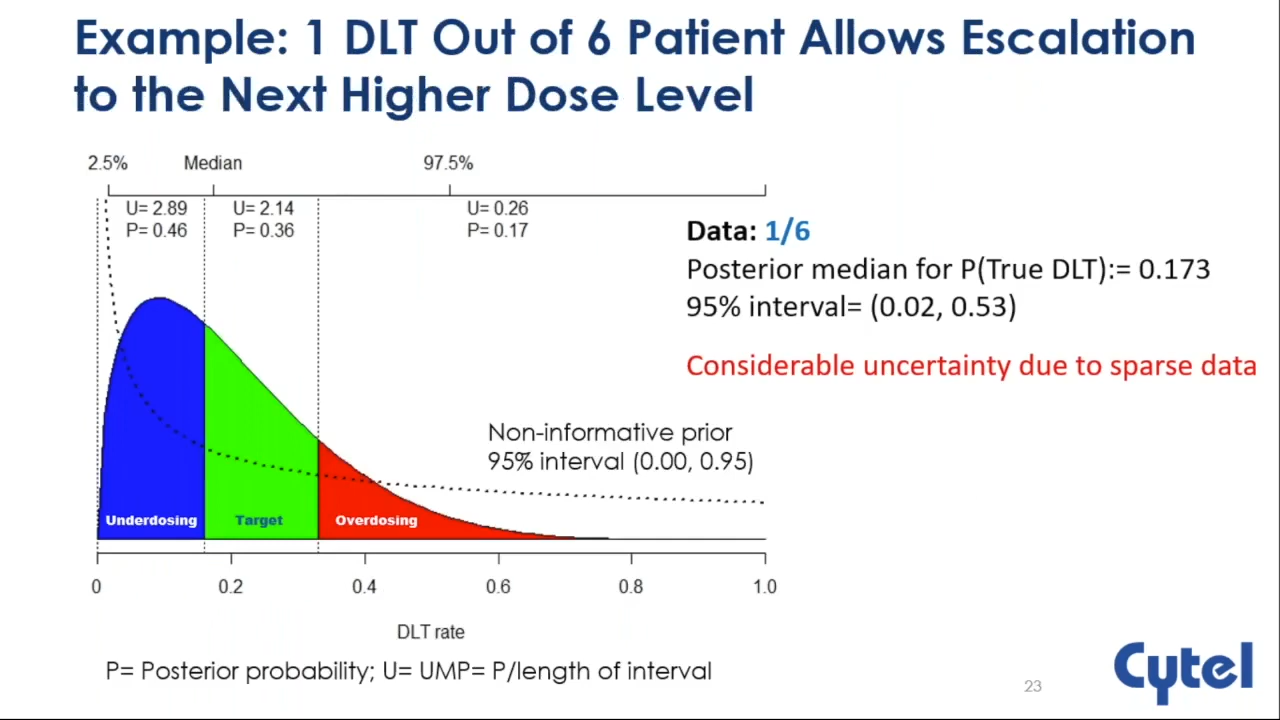 Example: 1 DLT Out of 6 Patient Allows Escalation
to the Next Higher Dose Level
2.5% Median 97.5%
U= 2.89 U= 2.14 U= 0.26
P= 0.46 P= 0.36 P= 0.17
Data: 1/6
Posterior median for P(True DLT):= 0.173
95% interval= (0.02, 0.53)
Considerable uncertainty due to sparse data
Non-informative prior
95% interval (0.00, 0.95)
Underdosing Target Overdosing
0 0.2 0.4 0.6 0.8 1.0
DLT rate
P= Posterior probability; U= UMP= P/length of interval
23
Cytel